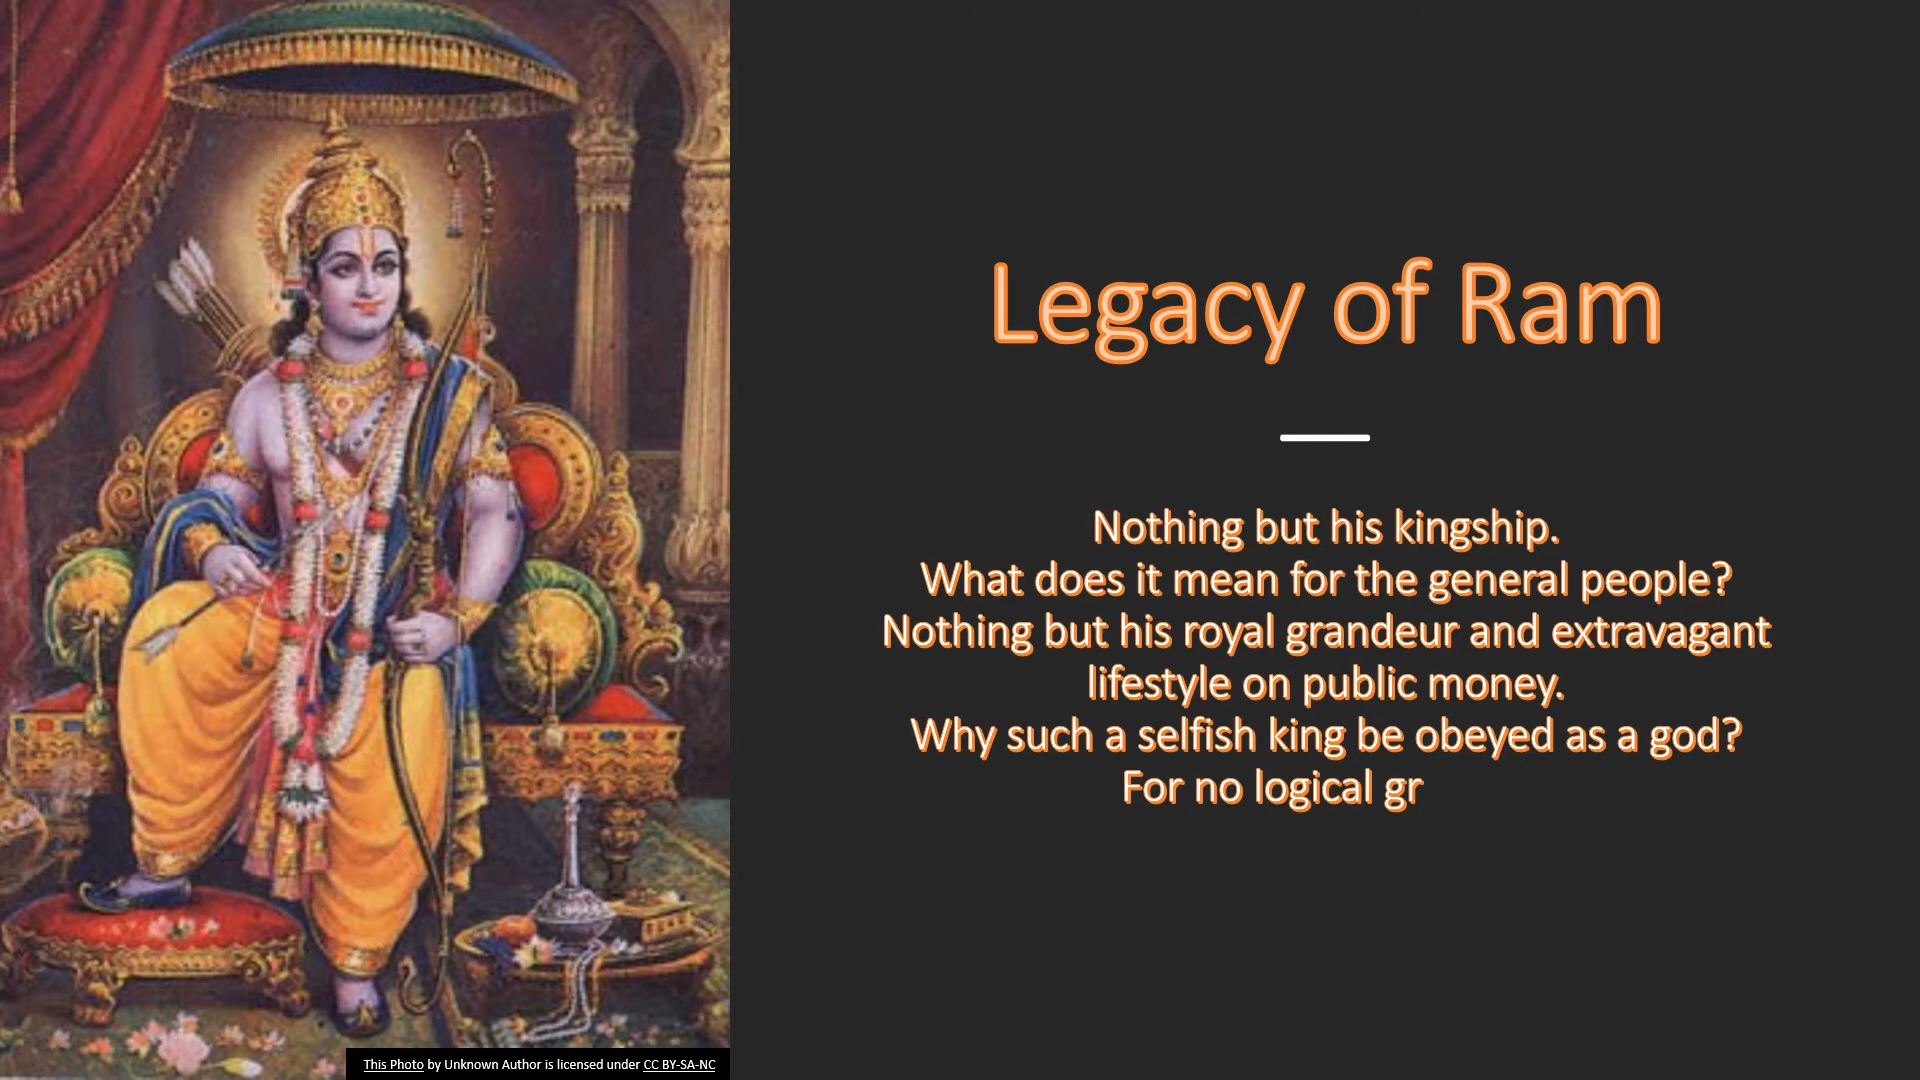 Legacy of Ram
Nothing but his kingship.
What does it mean for the general people?
Nothing but his royal grandeur and extravagant
lifestyle on public money.
Why such a selfish king be obeyed as a god?
For no logical gr
This Photo by Unknown Author is licensed under CC BY-SA-NC